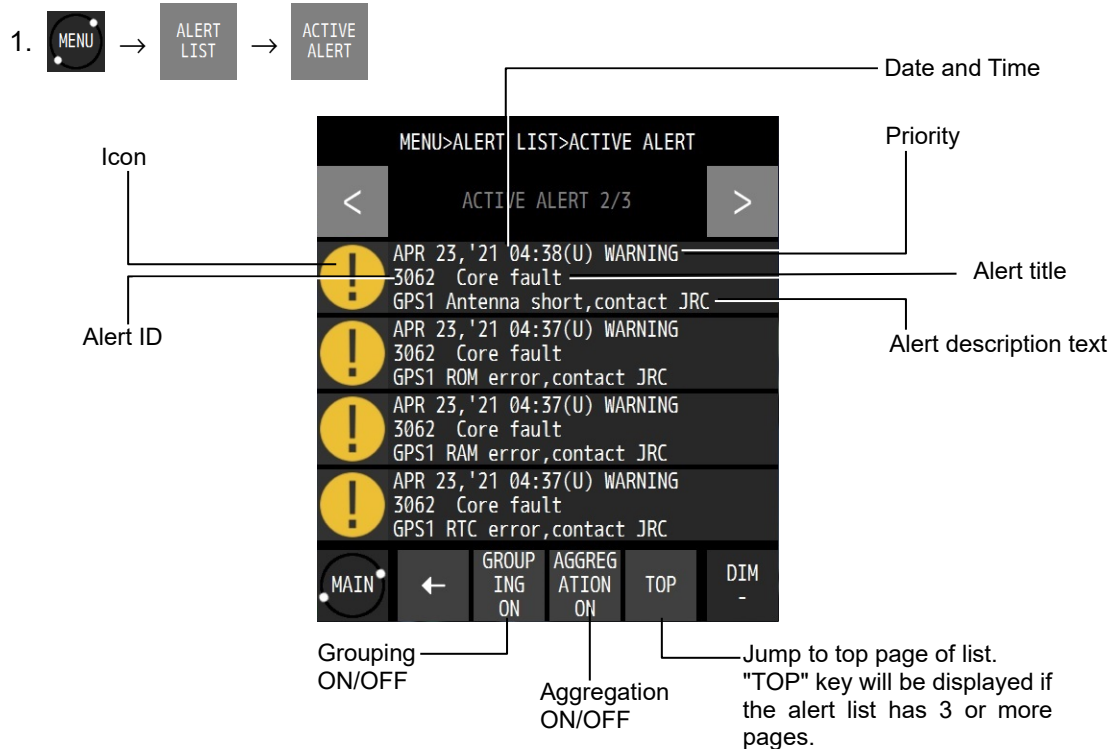 1. MENU → ALERT LIST → ACTIVE ALERT
Date and Time
Priority
Icon
MENU>ALERT LIST>ACTIVE ALERT
< ACTIVE ALERT 2/3 >
APR 23,'21 04:38(U) WARNING
3062 Core fault
GPS1 Antenna short,contact JRC
Alert title
Alert ID
Alert description text
APR 23,'21 04:37(U) WARNING
3062 Core fault
GPS1 ROM error,contact JRC
APR 23,'21 04:37(U) WARNING
3062 Core fault
GPS1 RAM error,contact JRC
APR 23,'21 04:37(U) WARNING
3062 Core fault
GPS1 RTC error,contact JRC
MAIN
←
GROUP
ING
ON
AGGREG
ATION
ON
TOP
DIM
-
Grouping
ON/OFF
Aggregation
ON/OFF
Jump to top page of list.
"TOP" key will be displayed if
the alert list has 3 or more
pages.